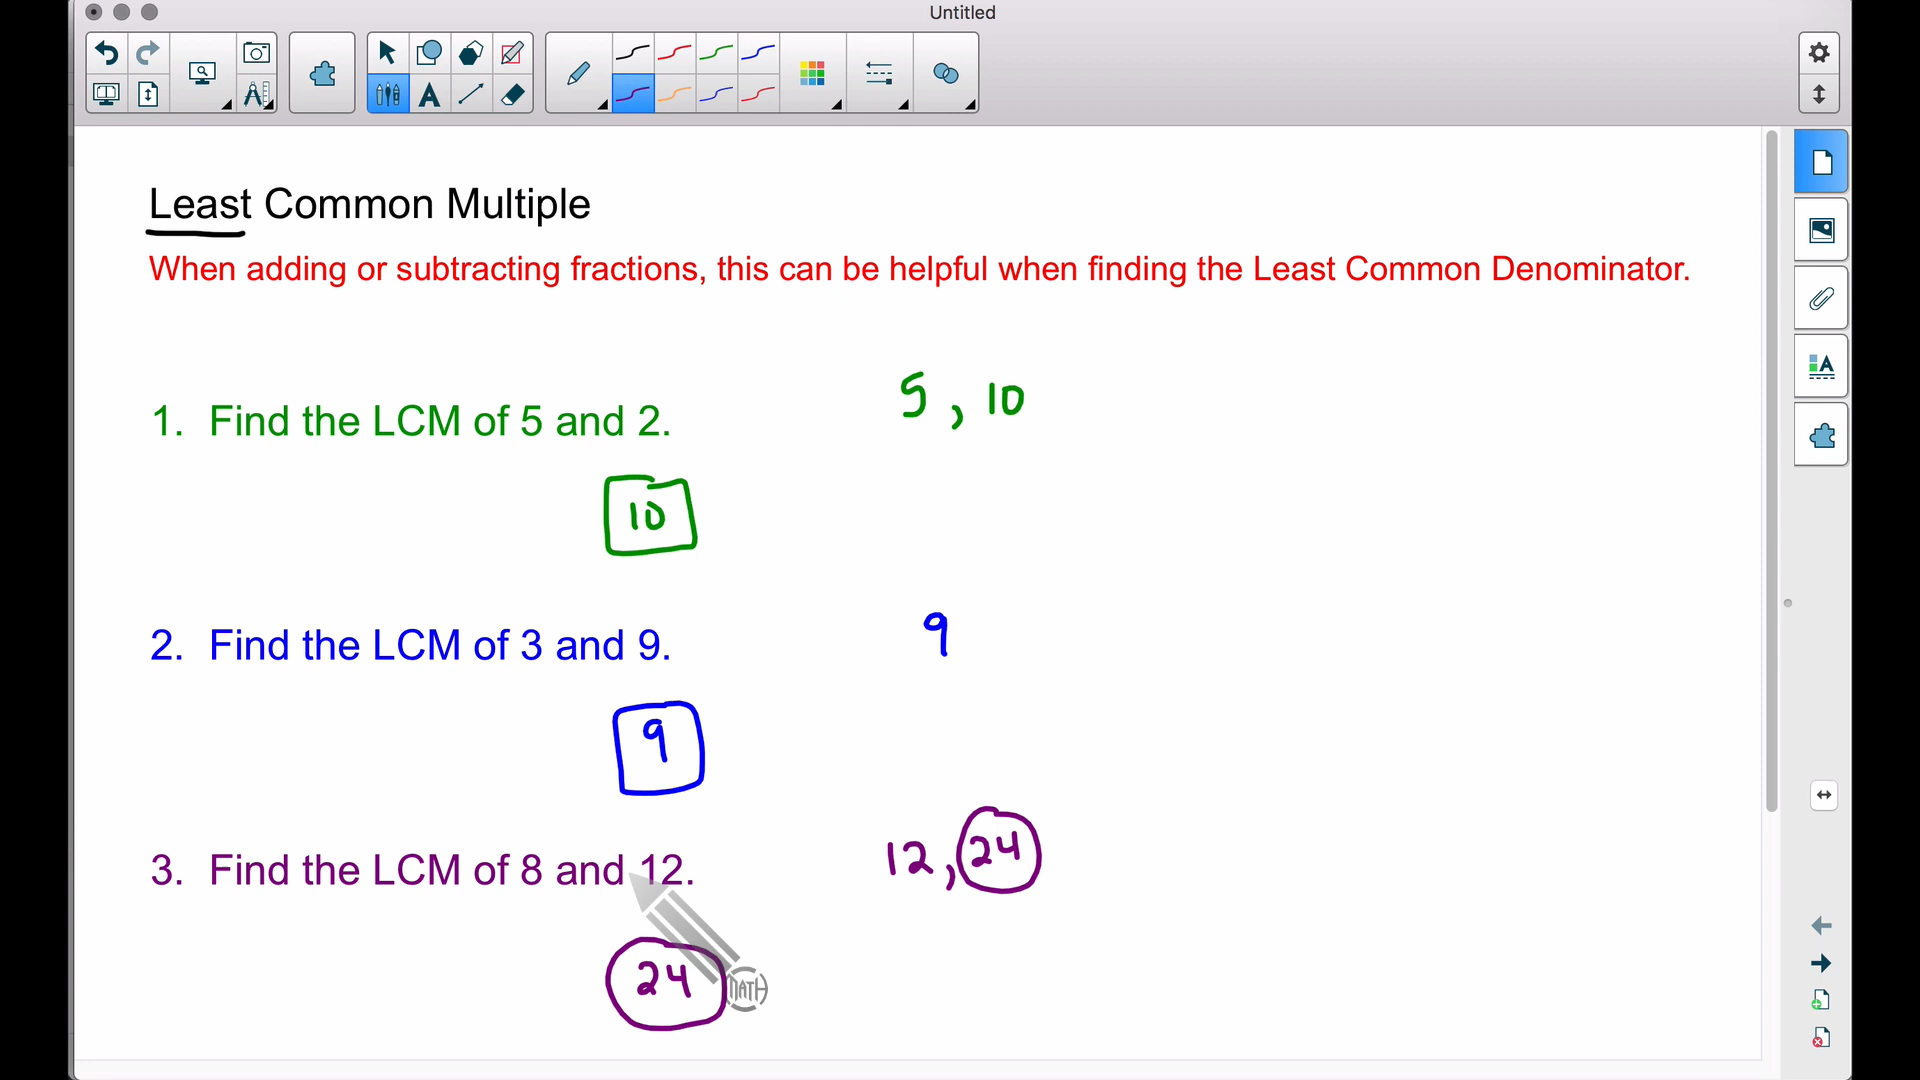 Untitled
Least Common Multiple
When adding or subtracting fractions, this can be helpful when finding the Least Common Denominator.
5, 10
1. Find the LCM of 5 and 2.
10
9
2. Find the LCM of 3 and 9.
9
12, 24
3. Find the LCM of 8 and 12.
24
MATH